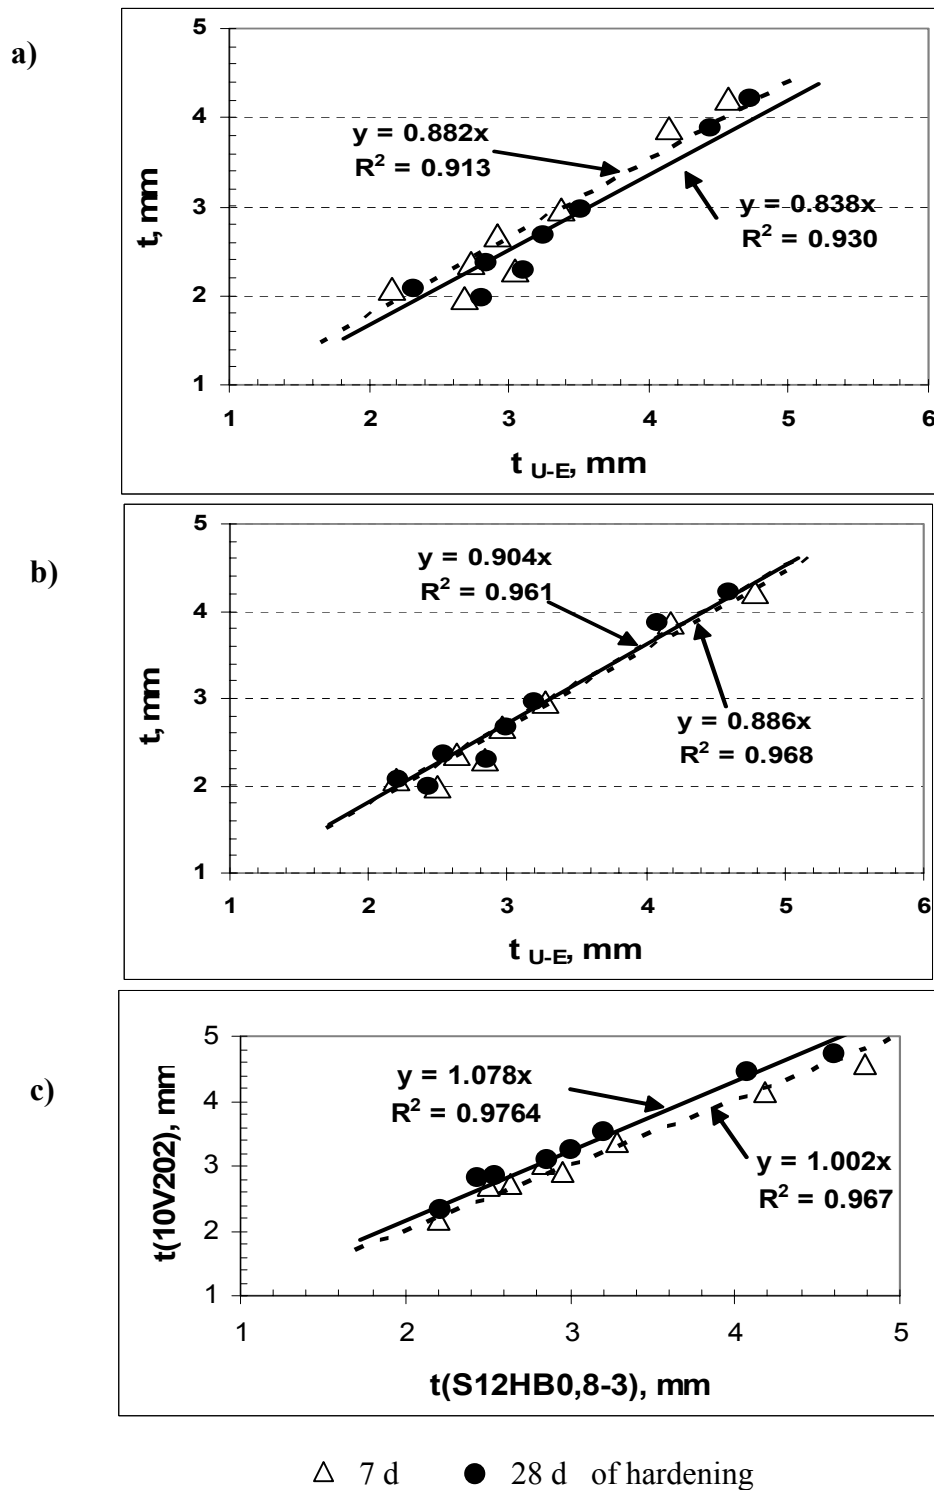 a)
5
4
3
2
1
t, mm
y = 0.882x
R² = 0.913
y = 0.838x
R² = 0.930
1 2 3 4 5 6
t U-E, mm
b)
5
4
3
2
1
t, mm
y = 0.904x
R² = 0.961
y = 0.886x
R² = 0.968
1 2 3 4 5 6
t U-E, mm
c)
5
4
3
2
1
t(10V202), mm
y = 1.078x
R² = 0.9764
y = 1.002x
R² = 0.967
1 2 3 4 5
t(S12HB0,8-3), mm
7 d 28 d of hardening